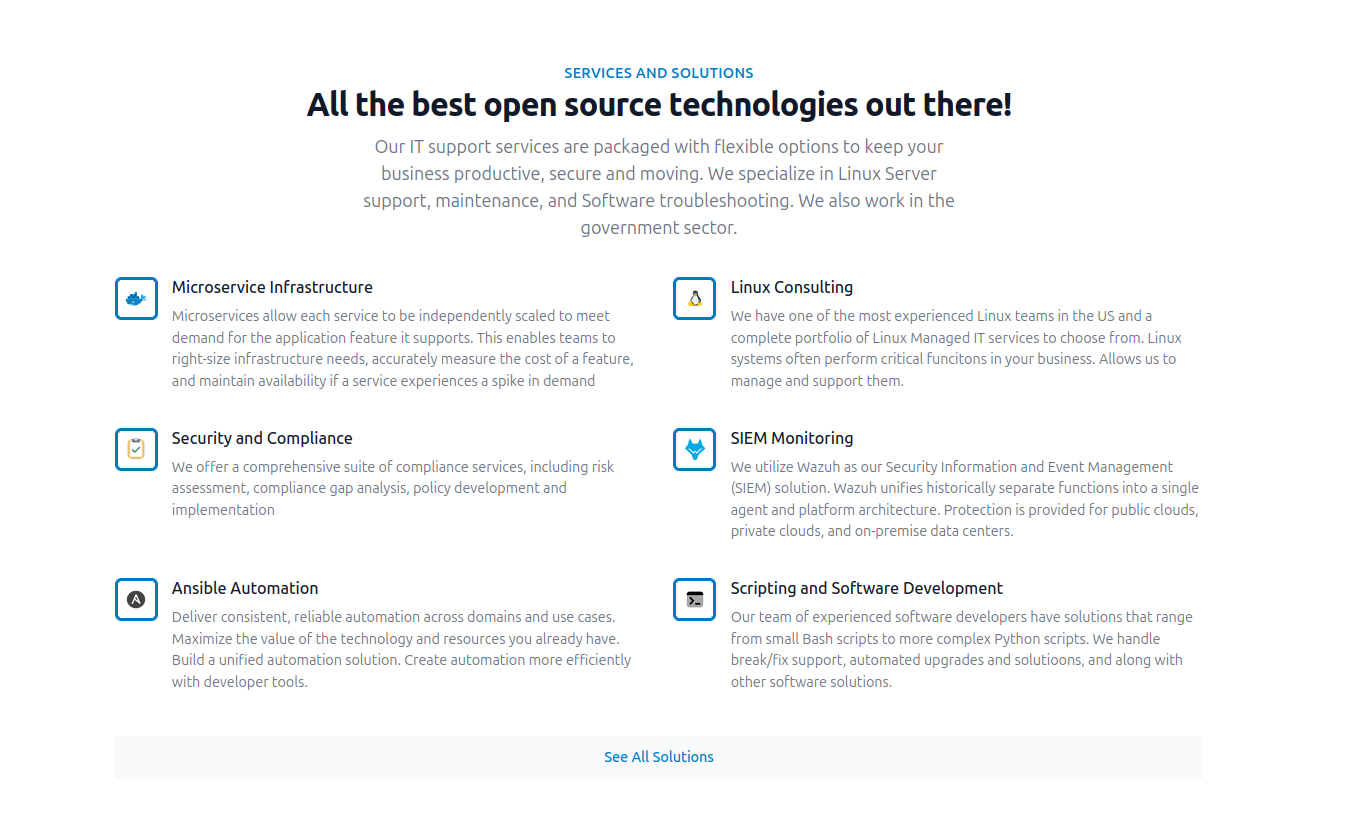 SERVICES AND SOLUTIONS
All the best open source technologies out there!
Our IT support services are packaged with flexible options to keep your
business productive, secure and moving. We specialize in Linux Server
support, maintenance, and Software troubleshooting. We also work in the
government sector.
Microservice Infrastructure
Microservices allow each service to be independently scaled to meet
demand for the application feature it supports. This enables teams to
right-size infrastructure needs, accurately measure the cost of a feature,
and maintain availability if a service experiences a spike in demand
Linux Consulting
We have one of the most experienced Linux teams in the US and a
complete portfolio of Linux Managed IT services to choose from. Linux
systems often perform critical funcitons in your business. Allows us to
manage and support them.
Security and Compliance
We offer a comprehensive suite of compliance services, including risk
assessment, compliance gap analysis, policy development and
implementation
SIEM Monitoring
We utilize Wazuh as our Security Information and Event Management
(SIEM) solution. Wazuh unifies historically separate functions into a single
agent and platform architecture. Protection is provided for public clouds,
private clouds, and on-premise data centers.
Ansible Automation
Deliver consistent, reliable automation across domains and use cases.
Maximize the value of the technology and resources you already have.
Build a unified automation solution. Create automation more efficiently
with developer tools.
Scripting and Software Development
Our team of experienced software developers have solutions that range
from small Bash scripts to more complex Python scripts. We handle
break/fix support, automated upgrades and solutioons, and along with
other software solutions.
See All Solutions